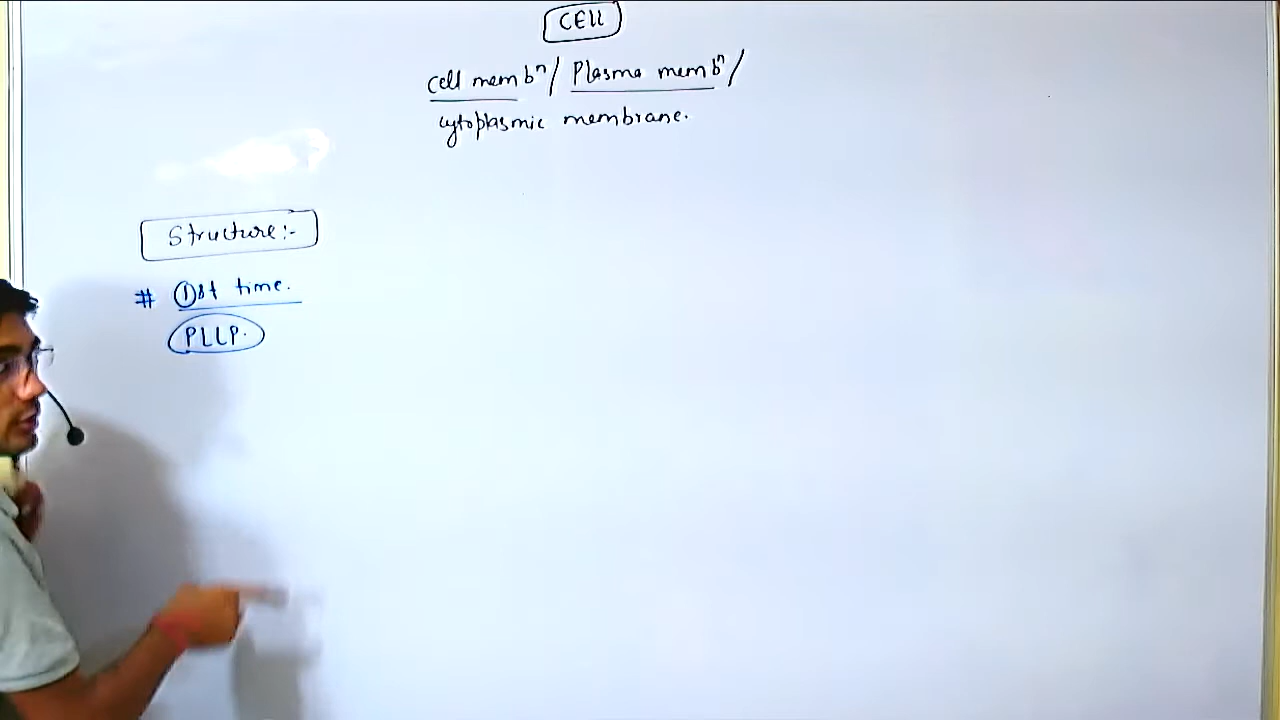 CELL
Cell membⁿ/ Plasma membⁿ/
cytoplasmic membrane.
Structure:-
# ①st time.
PLLP.